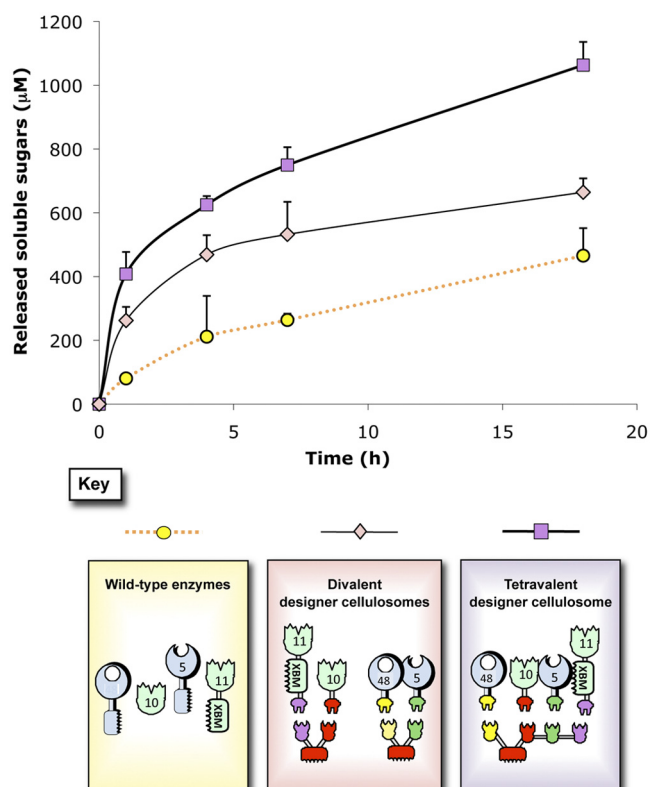 1200
1000
800
600
400
200
0
Released soluble sugars (µM)
0 5 10 15 20
Time (h)
Key
Wild-type enzymes
5
10
11
XBM
Divalent
designer cellulosomes
11
XBM
10
48
5
Tetravalent
designer cellulosome
11
48
10
5
XBM